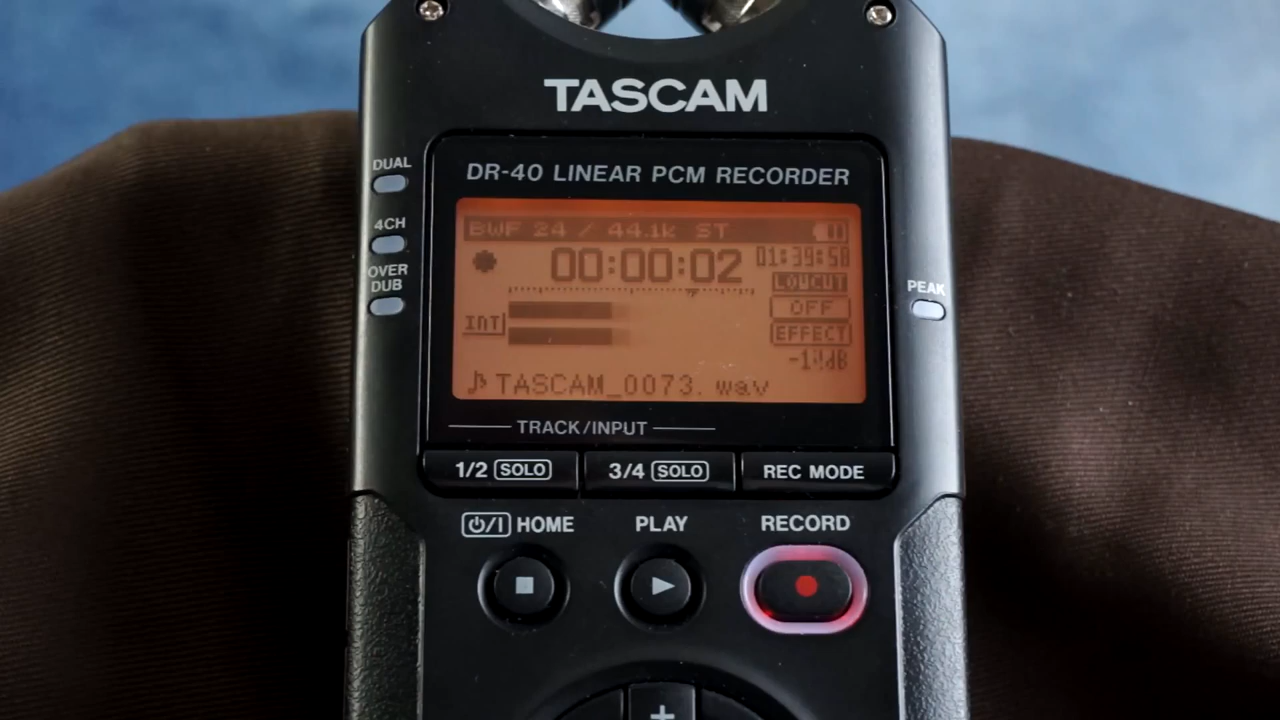 TASCAM
DR-40 LINEAR PCM RECORDER
BWF 24 / 44.1k ST
00:00:02
01:39:58
LOWCUT
OFF
INT
EFFECT
TASCAM_0073.wav
DUAL
4CH
OVER
DUB
PEAK
TRACK/INPUT
1/2 SOLO
3/4 SOLO
REC MODE
HOME
PLAY
RECORD
+